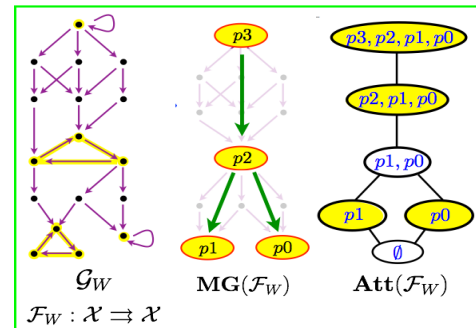 p3
p3, p2, p1, p0
p2, p1, p0
p2
p1, p0
p1
p0
p1
p0
∅
𝒢_W
MG(ℱ_W)
Att(ℱ_W)
ℱ_W : 𝒳 ⇉ 𝒳